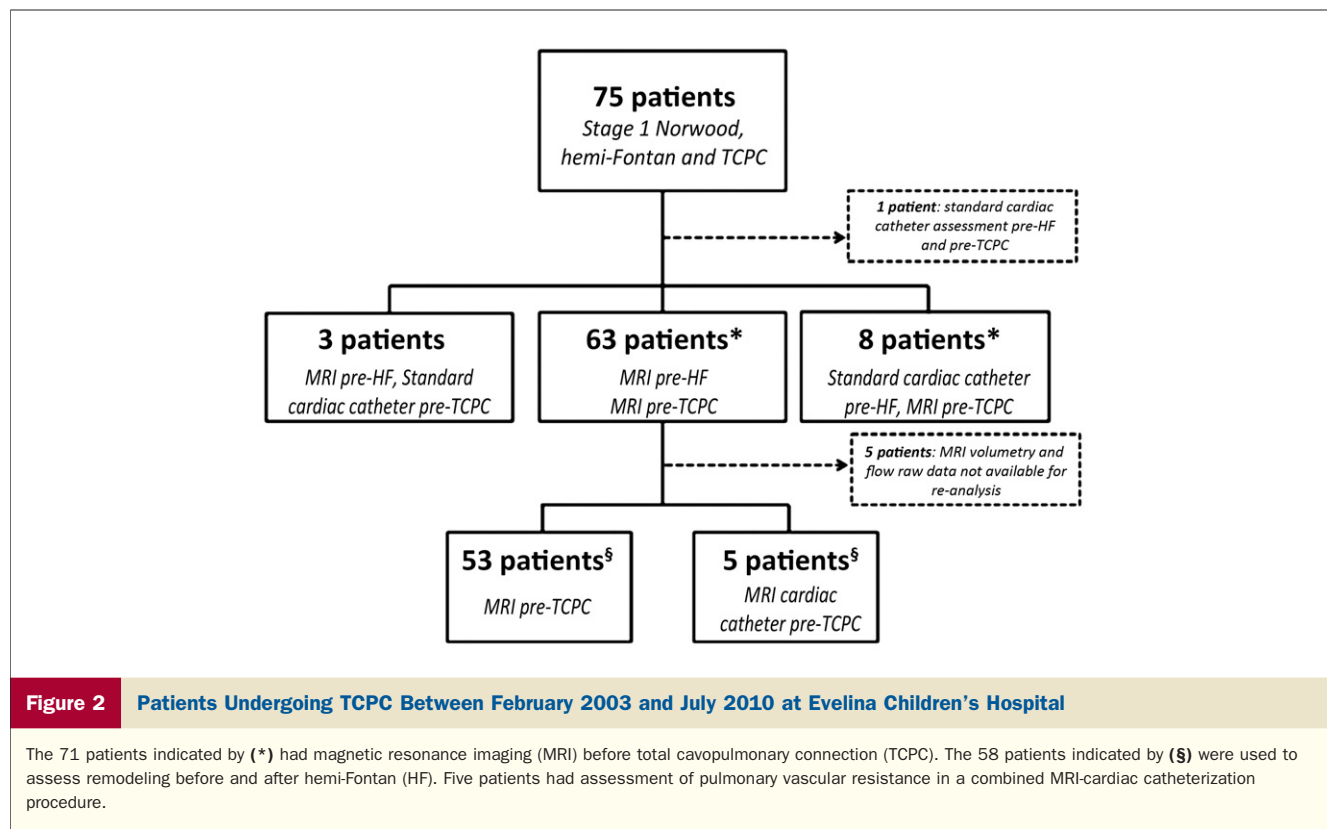 75 patients
Stage 1 Norwood,
hemi-Fontan and TCPC
1 patient: standard cardiac
catheter assessment pre-HF
and pre-TCPC
3 patients
MRI pre-HF, Standard
cardiac catheter pre-TCPC
63 patients*
MRI pre-HF
MRI pre-TCPC
8 patients*
Standard cardiac catheter
pre-HF, MRI pre-TCPC
5 patients: MRI volumetry and
flow raw data not available for
re-analysis
53 patients§
MRI pre-TCPC
5 patients§
MRI cardiac
catheter pre-TCPC
Figure 2 Patients Undergoing TCPC Between February 2003 and July 2010 at Evelina Children's Hospital
The 71 patients indicated by (*) had magnetic resonance imaging (MRI) before total cavopulmonary connection (TCPC). The 58 patients indicated by (§) were used to
assess remodeling before and after hemi-Fontan (HF). Five patients had assessment of pulmonary vascular resistance in a combined MRI-cardiac catheterization
procedure.